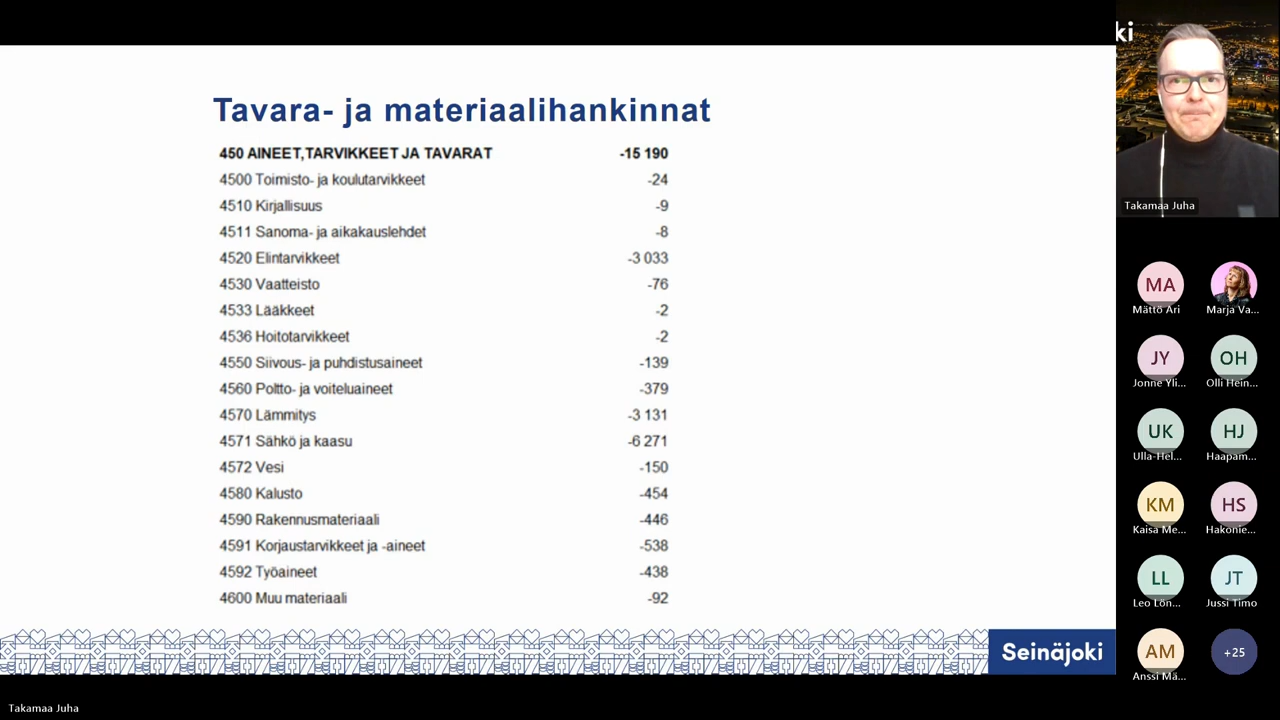 Tavara- ja materiaalihankinnat
450 AINEET,TARVIKKEET JA TAVARAT -15 190
4500 Toimisto- ja koulutarvikkeet -24
4510 Kirjallisuus -9
4511 Sanoma- ja aikakauslehdet -8
4520 Elintarvikkeet -3 033
4530 Vaatteisto -76
4533 Lääkkeet -2
4536 Hoitotarvikkeet -2
4550 Siivous- ja puhdistusaineet -139
4560 Poltto- ja voiteluaineet -379
4570 Lämmitys -3 131
4571 Sähkö ja kaasu -6 271
4572 Vesi -150
4580 Kalusto -454
4590 Rakennusmateriaali -446
4591 Korjaustarvikkeet ja -aineet -538
4592 Työaineet -438
4600 Muu materiaali -92
Seinäjoki
ki
Takamaa Juha
MA
Mättö Ari
Marja Va...
JY OH
Jonne Yli... Olli Hein...
UK HJ
Ulla-Hel... Haapam...
KM HS
Kaisa Me... Hakonie...
LL JT
Leo Lön... Jussi Timo
AM +25
Anssi Mä...
Takamaa Juha